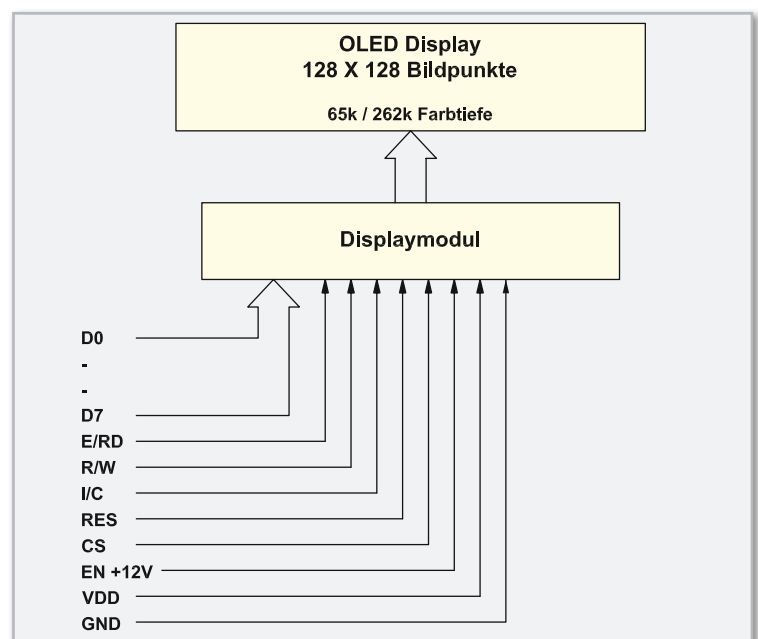 OLED Display
128 X 128 Bildpunkte
65k / 262k Farbtiefe
Displaymodul
D0
-
-
D7
E/RD
R/W
I/C
RES
CS
EN +12V
VDD
GND